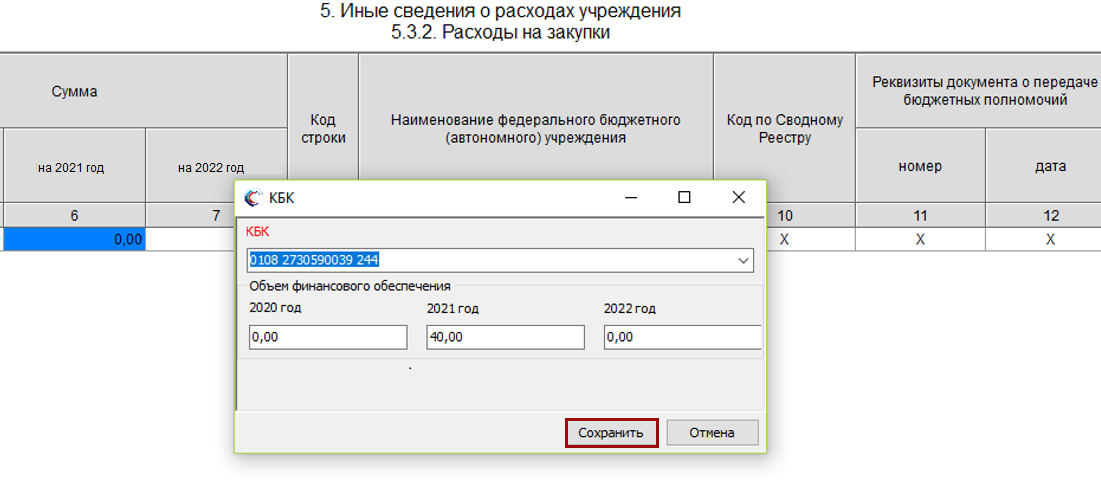 5. Иные сведения о расходах учреждения
5.3.2. Расходы на закупки
Сумма
Код строки
Наименование федерального бюджетного
(автономного) учреждения
Код по Сводному
Реестру
Реквизиты документа о передаче
бюджетных полномочий
на 2021 год
на 2022 год
номер
дата
6
7
10
11
12
0,00
X
X
X
КБК
КБК
0108 2730590039 244
Объем финансового обеспечения
2020 год
2021 год
2022 год
0,00
40,00
0,00
Сохранить
Отмена